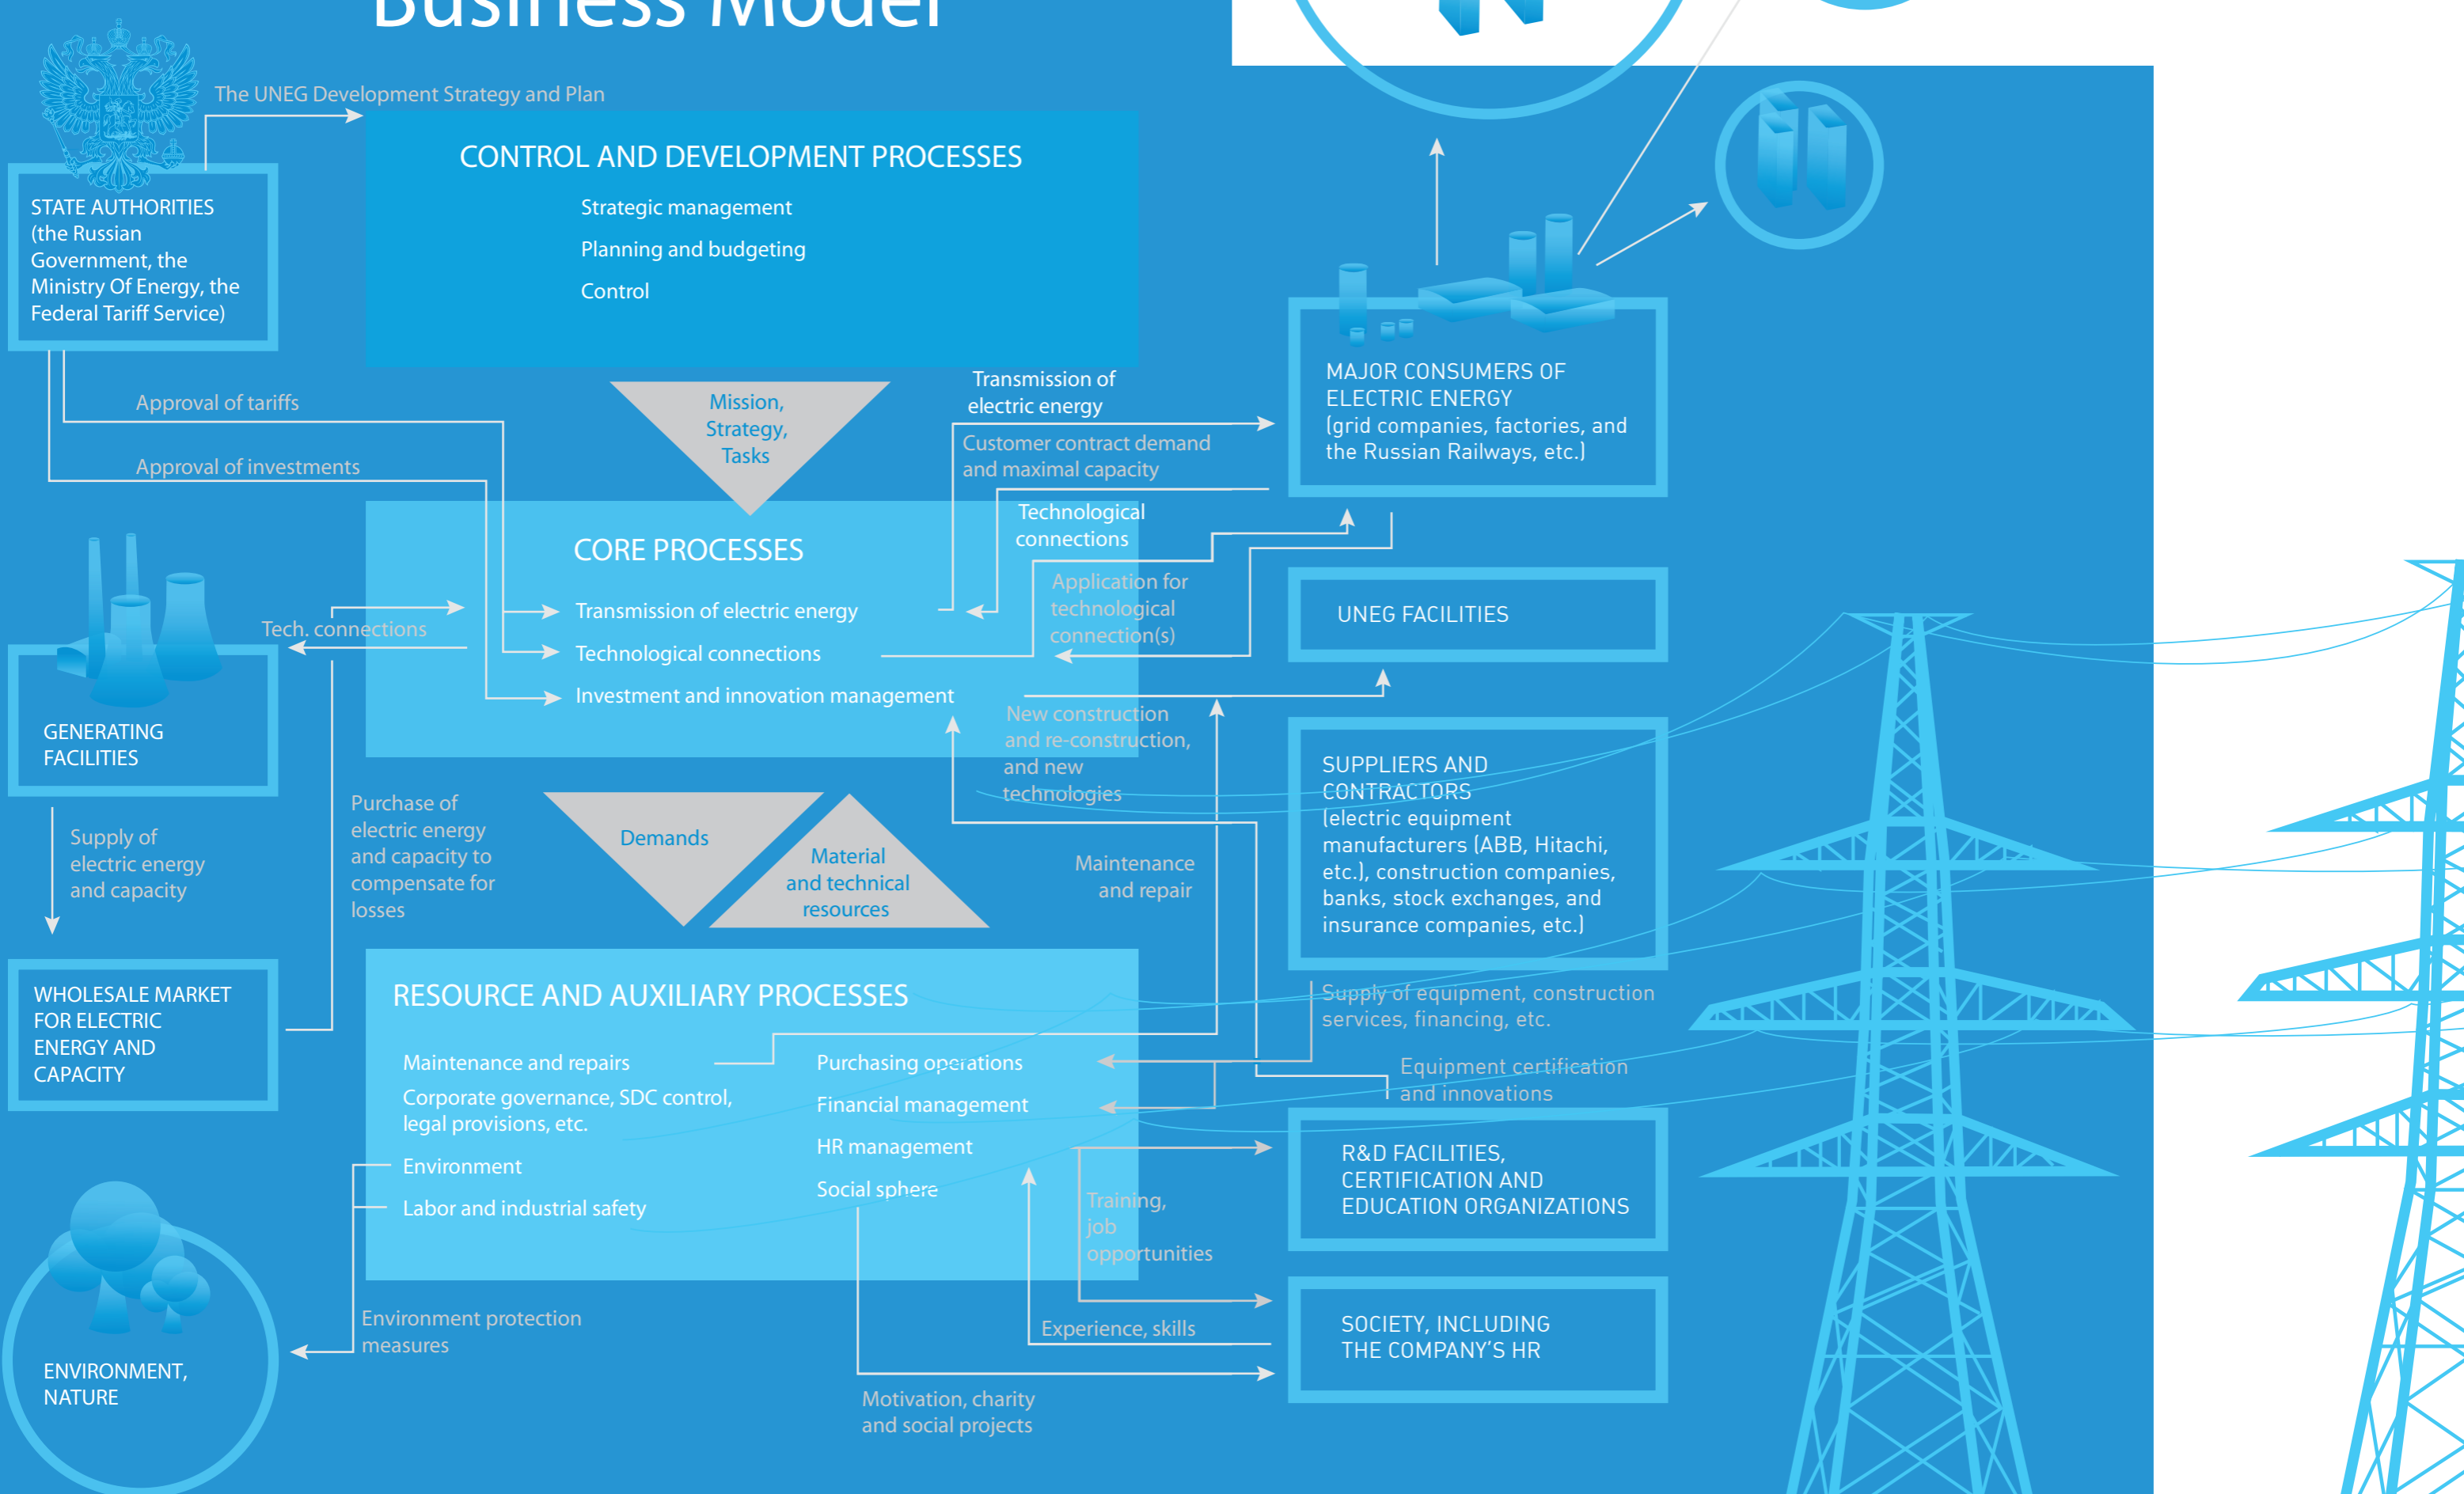 Business Model
The UNEG Development Strategy and Plan
STATE AUTHORITIES
(the Russian
Government, the
Ministry Of Energy, the
Federal Tariff Service)
CONTROL AND DEVELOPMENT PROCESSES
Strategic management
Planning and budgeting
Control
Approval of tariffs
Approval of investments
Mission,
Strategy,
Tasks
Transmission of
electric energy
Customer contract demand
and maximal capacity
MAJOR CONSUMERS OF
ELECTRIC ENERGY
(grid companies, factories, and
the Russian Railways, etc.)
Technological
connections
Application for
technological
connection(s)
CORE PROCESSES
Transmission of electric energy
Technological connections
Investment and innovation management
Tech. connections
GENERATING
FACILITIES
UNEG FACILITIES
New construction
and re-construction,
and new
technologies
Supply of
electric energy
and capacity
Purchase of
electric energy
and capacity to
compensate for
losses
Demands
Material
and technical
resources
Maintenance
and repair
SUPPLIERS AND
CONTRACTORS
(electric equipment
manufacturers (ABB, Hitachi,
etc.), construction companies,
banks, stock exchanges, and
insurance companies, etc.)
WHOLESALE MARKET
FOR ELECTRIC
ENERGY AND
CAPACITY
RESOURCE AND AUXILIARY PROCESSES
Maintenance and repairs
Corporate governance, SDC control,
legal provisions, etc.
Environment
Labor and industrial safety
Purchasing operations
Financial management
HR management
Social sphere
Supply of equipment, construction
services, financing, etc.
Equipment certification
and innovations
R&D FACILITIES,
CERTIFICATION AND
EDUCATION ORGANIZATIONS
Training,
job
opportunities
Environment protection
measures
Experience, skills
SOCIETY, INCLUDING
THE COMPANY'S HR
ENVIRONMENT,
NATURE
Motivation, charity
and social projects